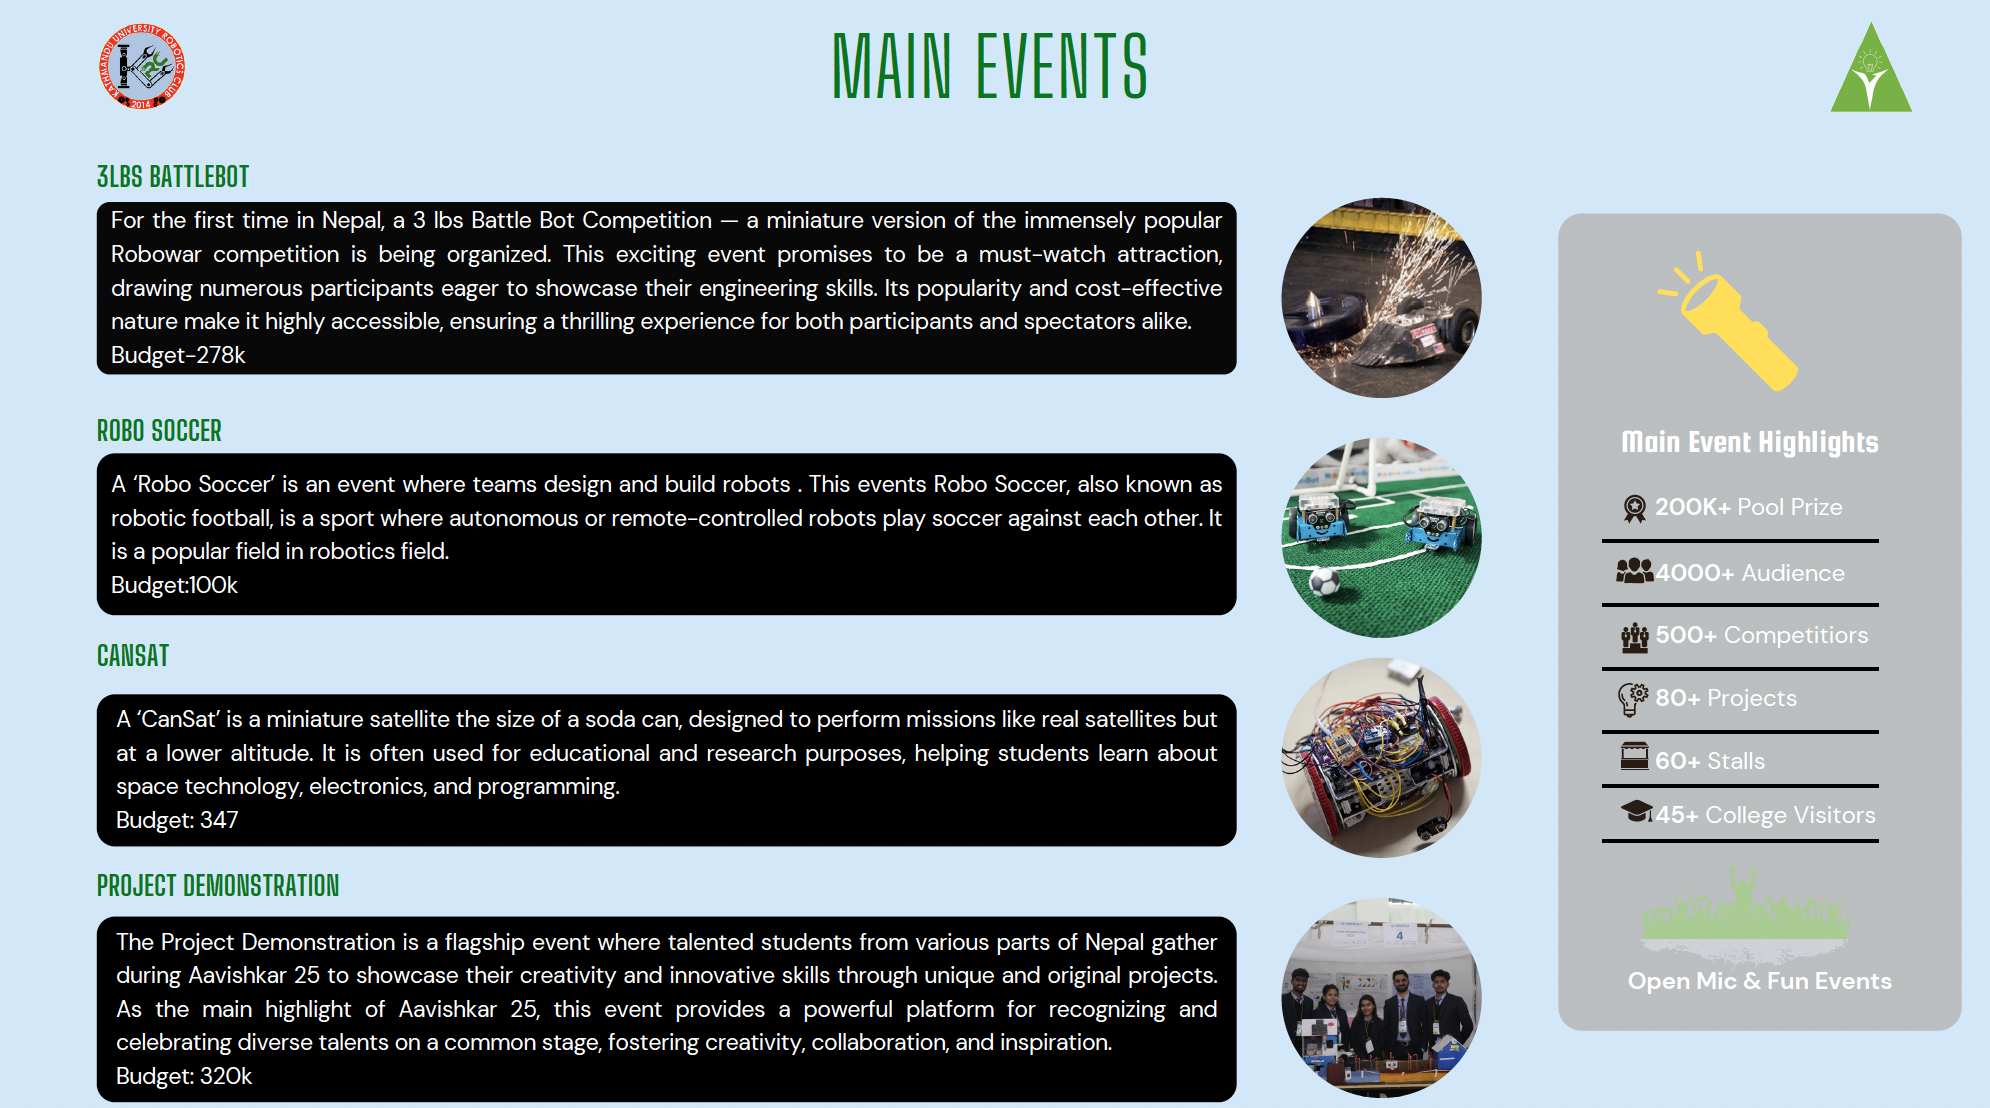 KATHMANDU UNIVERSITY ROBOTICS CLUB
K
RC
2014
MAIN EVENTS
3LBS BATTLEBOT
For the first time in Nepal, a 3 lbs Battle Bot Competition — a miniature version of the immensely popular
Robowar competition is being organized. This exciting event promises to be a must-watch attraction,
drawing numerous participants eager to showcase their engineering skills. Its popularity and cost-effective
nature make it highly accessible, ensuring a thrilling experience for both participants and spectators alike.
Budget-278k
ROBO SOCCER
A ‘Robo Soccer’ is an event where teams design and build robots . This events Robo Soccer, also known as
robotic football, is a sport where autonomous or remote-controlled robots play soccer against each other. It
is a popular field in robotics field.
Budget:100k
CANSAT
A ‘CanSat’ is a miniature satellite the size of a soda can, designed to perform missions like real satellites but
at a lower altitude. It is often used for educational and research purposes, helping students learn about
space technology, electronics, and programming.
Budget: 347
PROJECT DEMONSTRATION
The Project Demonstration is a flagship event where talented students from various parts of Nepal gather
during Aavishkar 25 to showcase their creativity and innovative skills through unique and original projects.
As the main highlight of Aavishkar 25, this event provides a powerful platform for recognizing and
celebrating diverse talents on a common stage, fostering creativity, collaboration, and inspiration.
Budget: 320k
4
Main Event Highlights
200K+ Pool Prize
4000+ Audience
500+ Competitiors
80+ Projects
60+ Stalls
45+ College Visitors
Open Mic & Fun Events